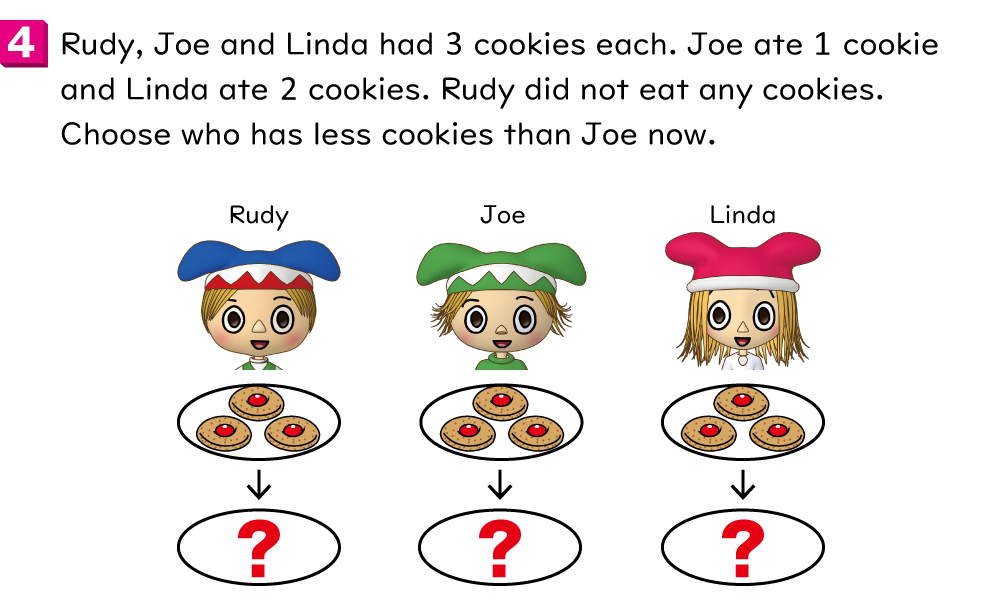 4
Rudy, Joe and Linda had 3 cookies each. Joe ate 1 cookie
and Linda ate 2 cookies. Rudy did not eat any cookies.
Choose who has less cookies than Joe now.
Rudy Joe Linda
? ? ?